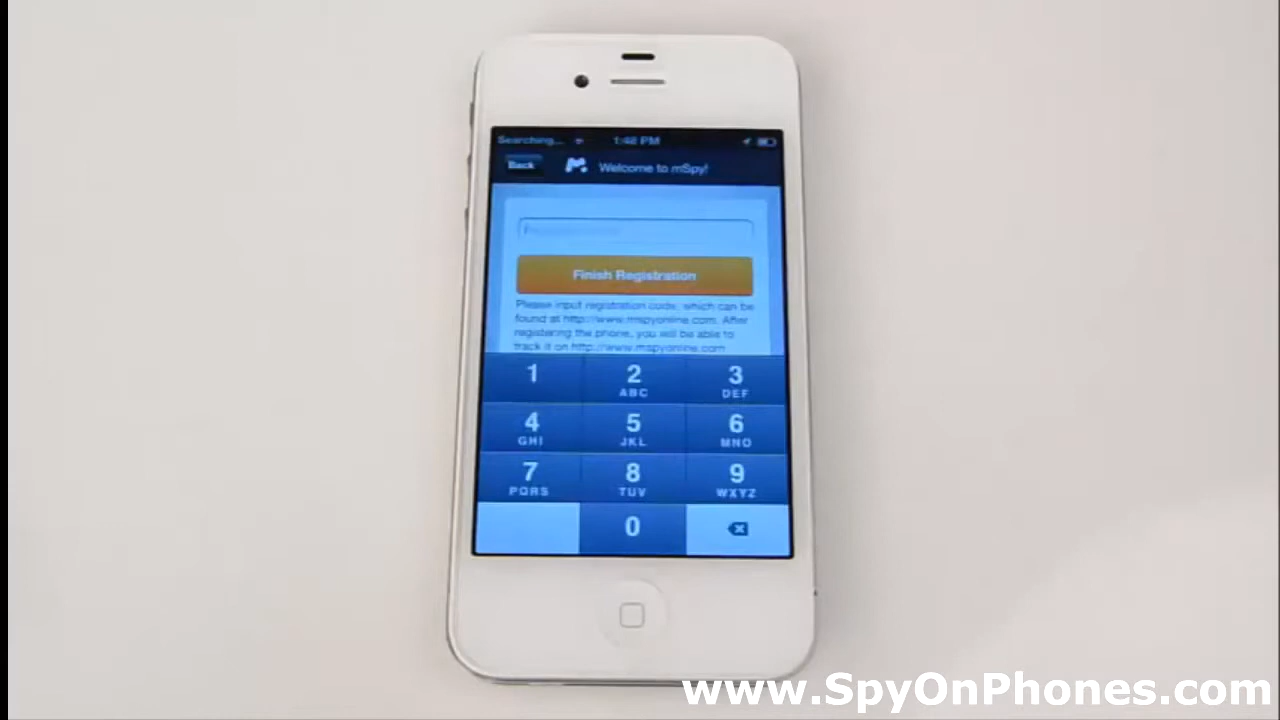 Searching... 1:42 PM
Back Welcome to mSpy!
Finish Registration
Please input registration code, which can be
found at http://www.mspyonline.com. After
registering the phone, you will be able to
track it on http://www.mspyonline.com
1 2 3
ABC DEF
4 5 6
GHI JKL MNO
7 8 9
PQRS TUV WXYZ
0
www.SpyOnPhones.com